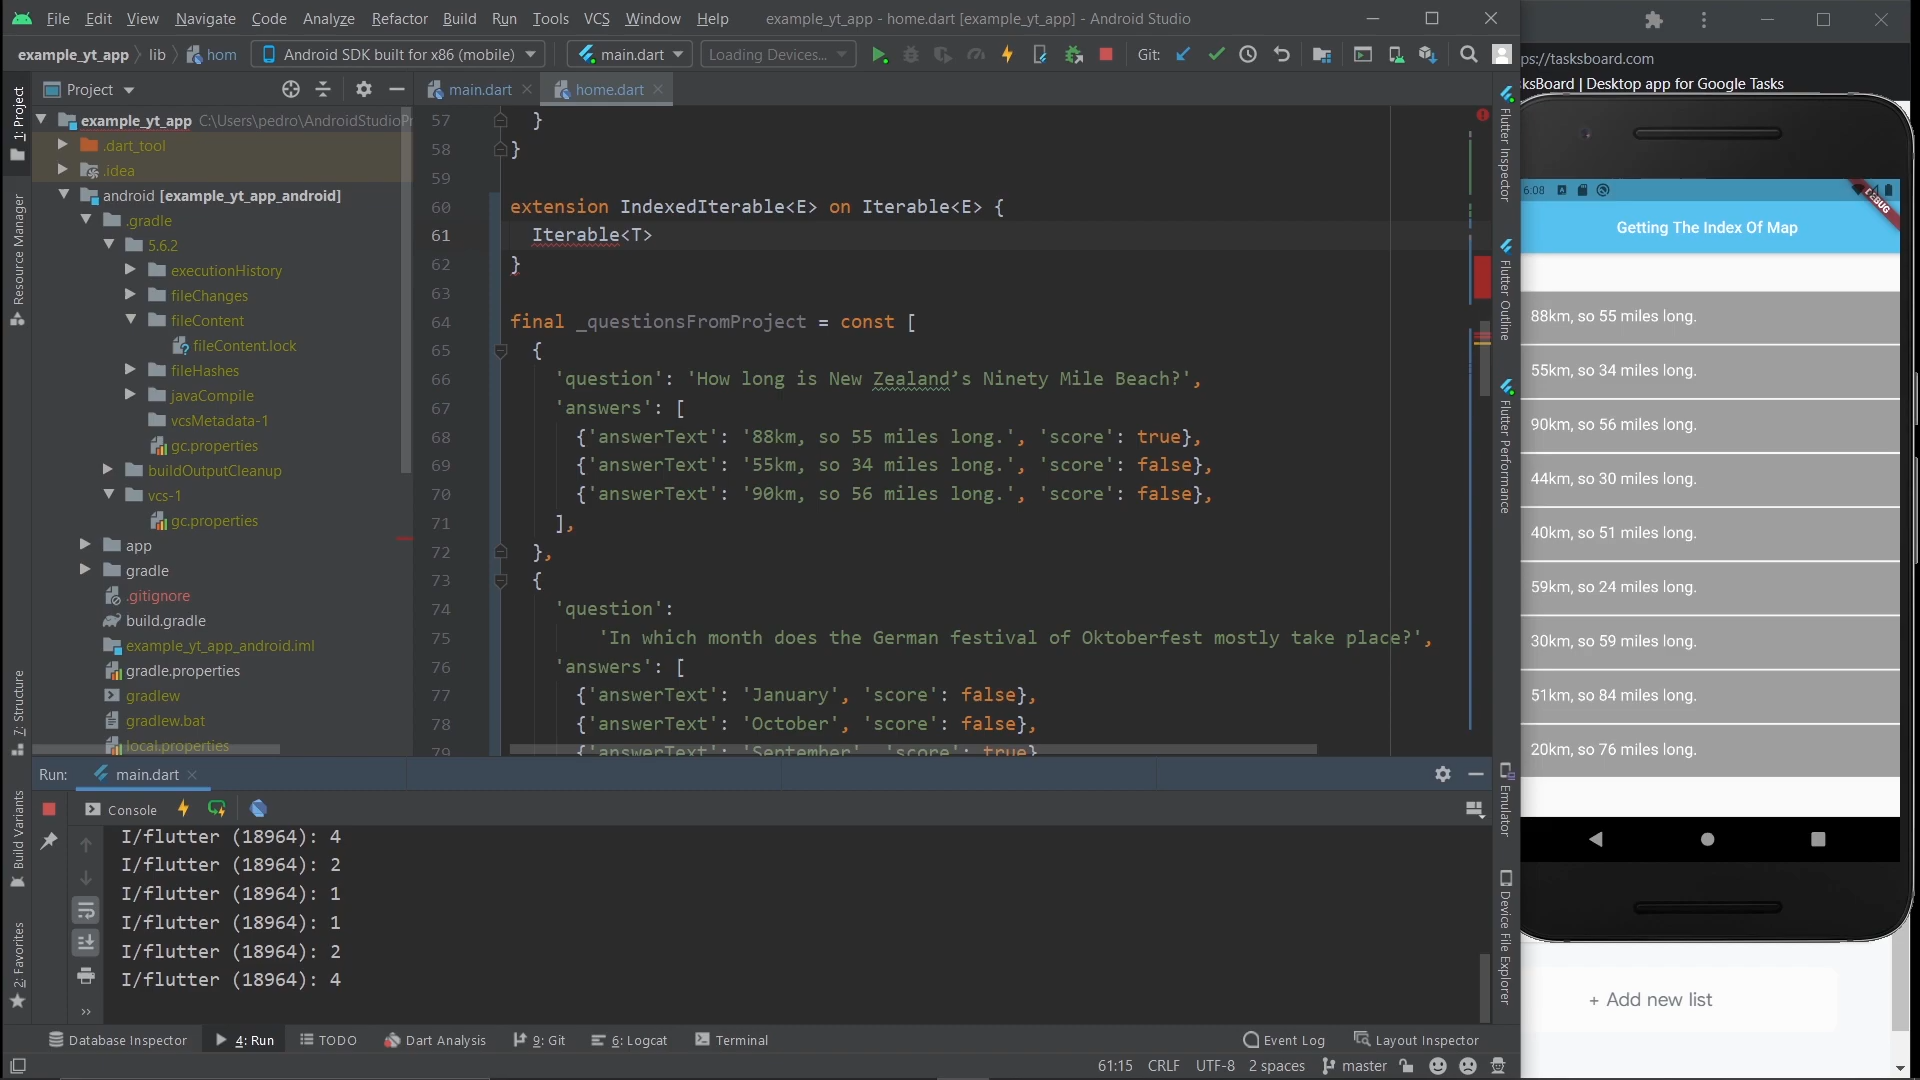 File Edit View Navigate Code Analyze Refactor Build Run Tools VCS Window Help example_yt_app - home.dart [example_yt_app] - Android Studio
example_yt_app lib hom Android SDK built for x86 (mobile) main.dart Loading Devices... Git:
Project
main.dart home.dart
1: Project
Resource Manager
7: Structure
Build Variants
2: Favorites
example_yt_app C:\Users\pedro\AndroidStudioPr
.dart_tool
.idea
android [example_yt_app_android]
.gradle
5.6.2
executionHistory
fileChanges
fileContent
fileContent.lock
fileHashes
javaCompile
vcsMetadata-1
gc.properties
buildOutputCleanup
vcs-1
gc.properties
app
gradle
.gitignore
build.gradle
example_yt_app_android.iml
gradle.properties
gradlew
gradlew.bat
local.properties
57 }
58 }
59
60 extension IndexedIterable<E> on Iterable<E> {
61 Iterable<T>
62 }
63
64 final _questionsFromProject = const [
65 {
66 'question': 'How long is New Zealand’s Ninety Mile Beach?',
67 'answers': [
68 {'answerText': '88km, so 55 miles long.', 'score': true},
69 {'answerText': '55km, so 34 miles long.', 'score': false},
70 {'answerText': '90km, so 56 miles long.', 'score': false},
71 ],
72 },
73 {
74 'question':
75 'In which month does the German festival of Oktoberfest mostly take place?',
76 'answers': [
77 {'answerText': 'January', 'score': false},
78 {'answerText': 'October', 'score': false},
79 {'answerText': 'September', 'score': true}
Flutter Inspector
Flutter Outline
Flutter Performance
Emulator
Device File Explorer
Run: main.dart
Console
I/flutter (18964): 4
I/flutter (18964): 2
I/flutter (18964): 1
I/flutter (18964): 1
I/flutter (18964): 2
I/flutter (18964): 4
Database Inspector 4: Run TODO Dart Analysis 9: Git 6: Logcat Terminal Event Log Layout Inspector
61:15 CRLF UTF-8 2 spaces master
ps://tasksboard.com
ksBoard | Desktop app for Google Tasks
6:08
DEBUG
Getting The Index Of Map
88km, so 55 miles long.
55km, so 34 miles long.
90km, so 56 miles long.
44km, so 30 miles long.
40km, so 51 miles long.
59km, so 24 miles long.
30km, so 59 miles long.
51km, so 84 miles long.
20km, so 76 miles long.
+ Add new list